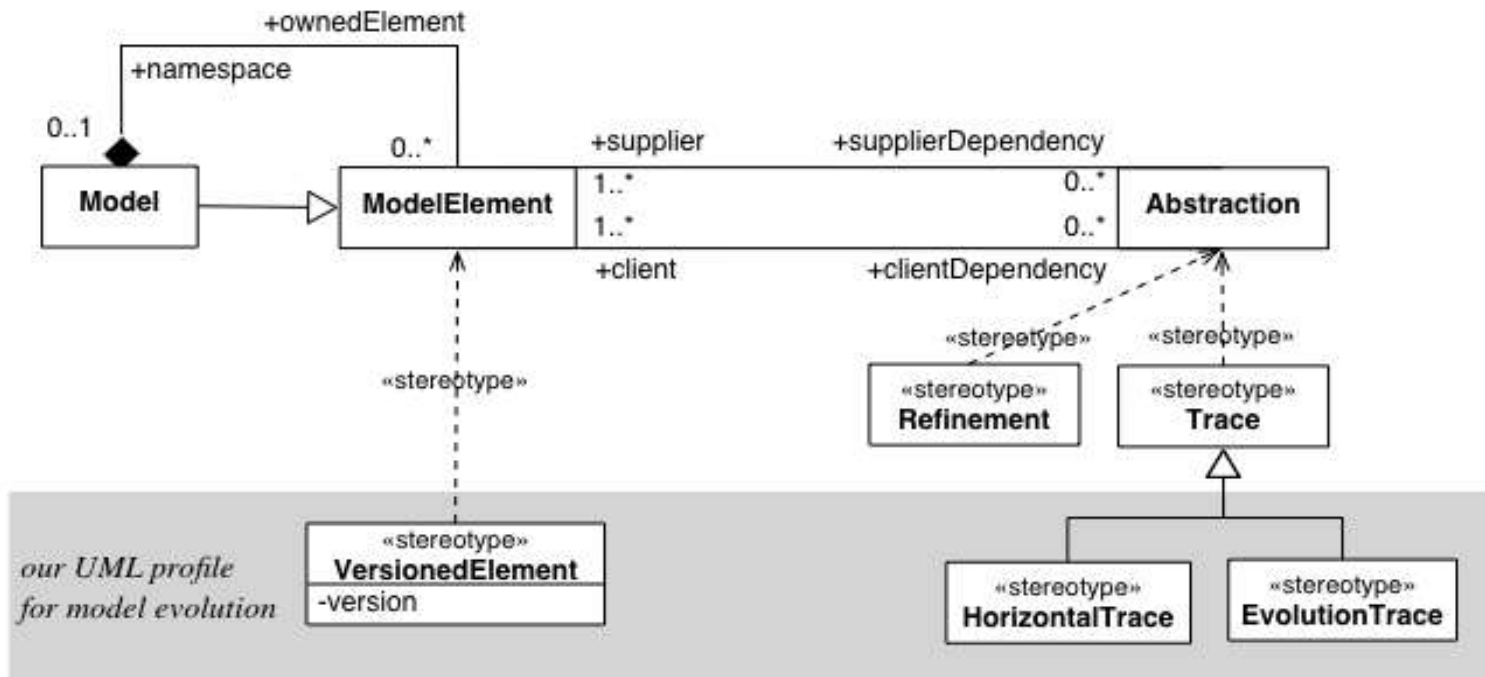 +ownedElement
+namespace
0..1
0..*
+supplier
+supplierDependency
Model
ModelElement
1..*
0..*
Abstraction
1..*
0..*
+client
+clientDependency
«stereotype»
«stereotype»
«stereotype»
«stereotype»
Refinement
«stereotype»
Trace
our UML profile
for model evolution
«stereotype»
VersionedElement
-version
«stereotype»
HorizontalTrace
«stereotype»
EvolutionTrace